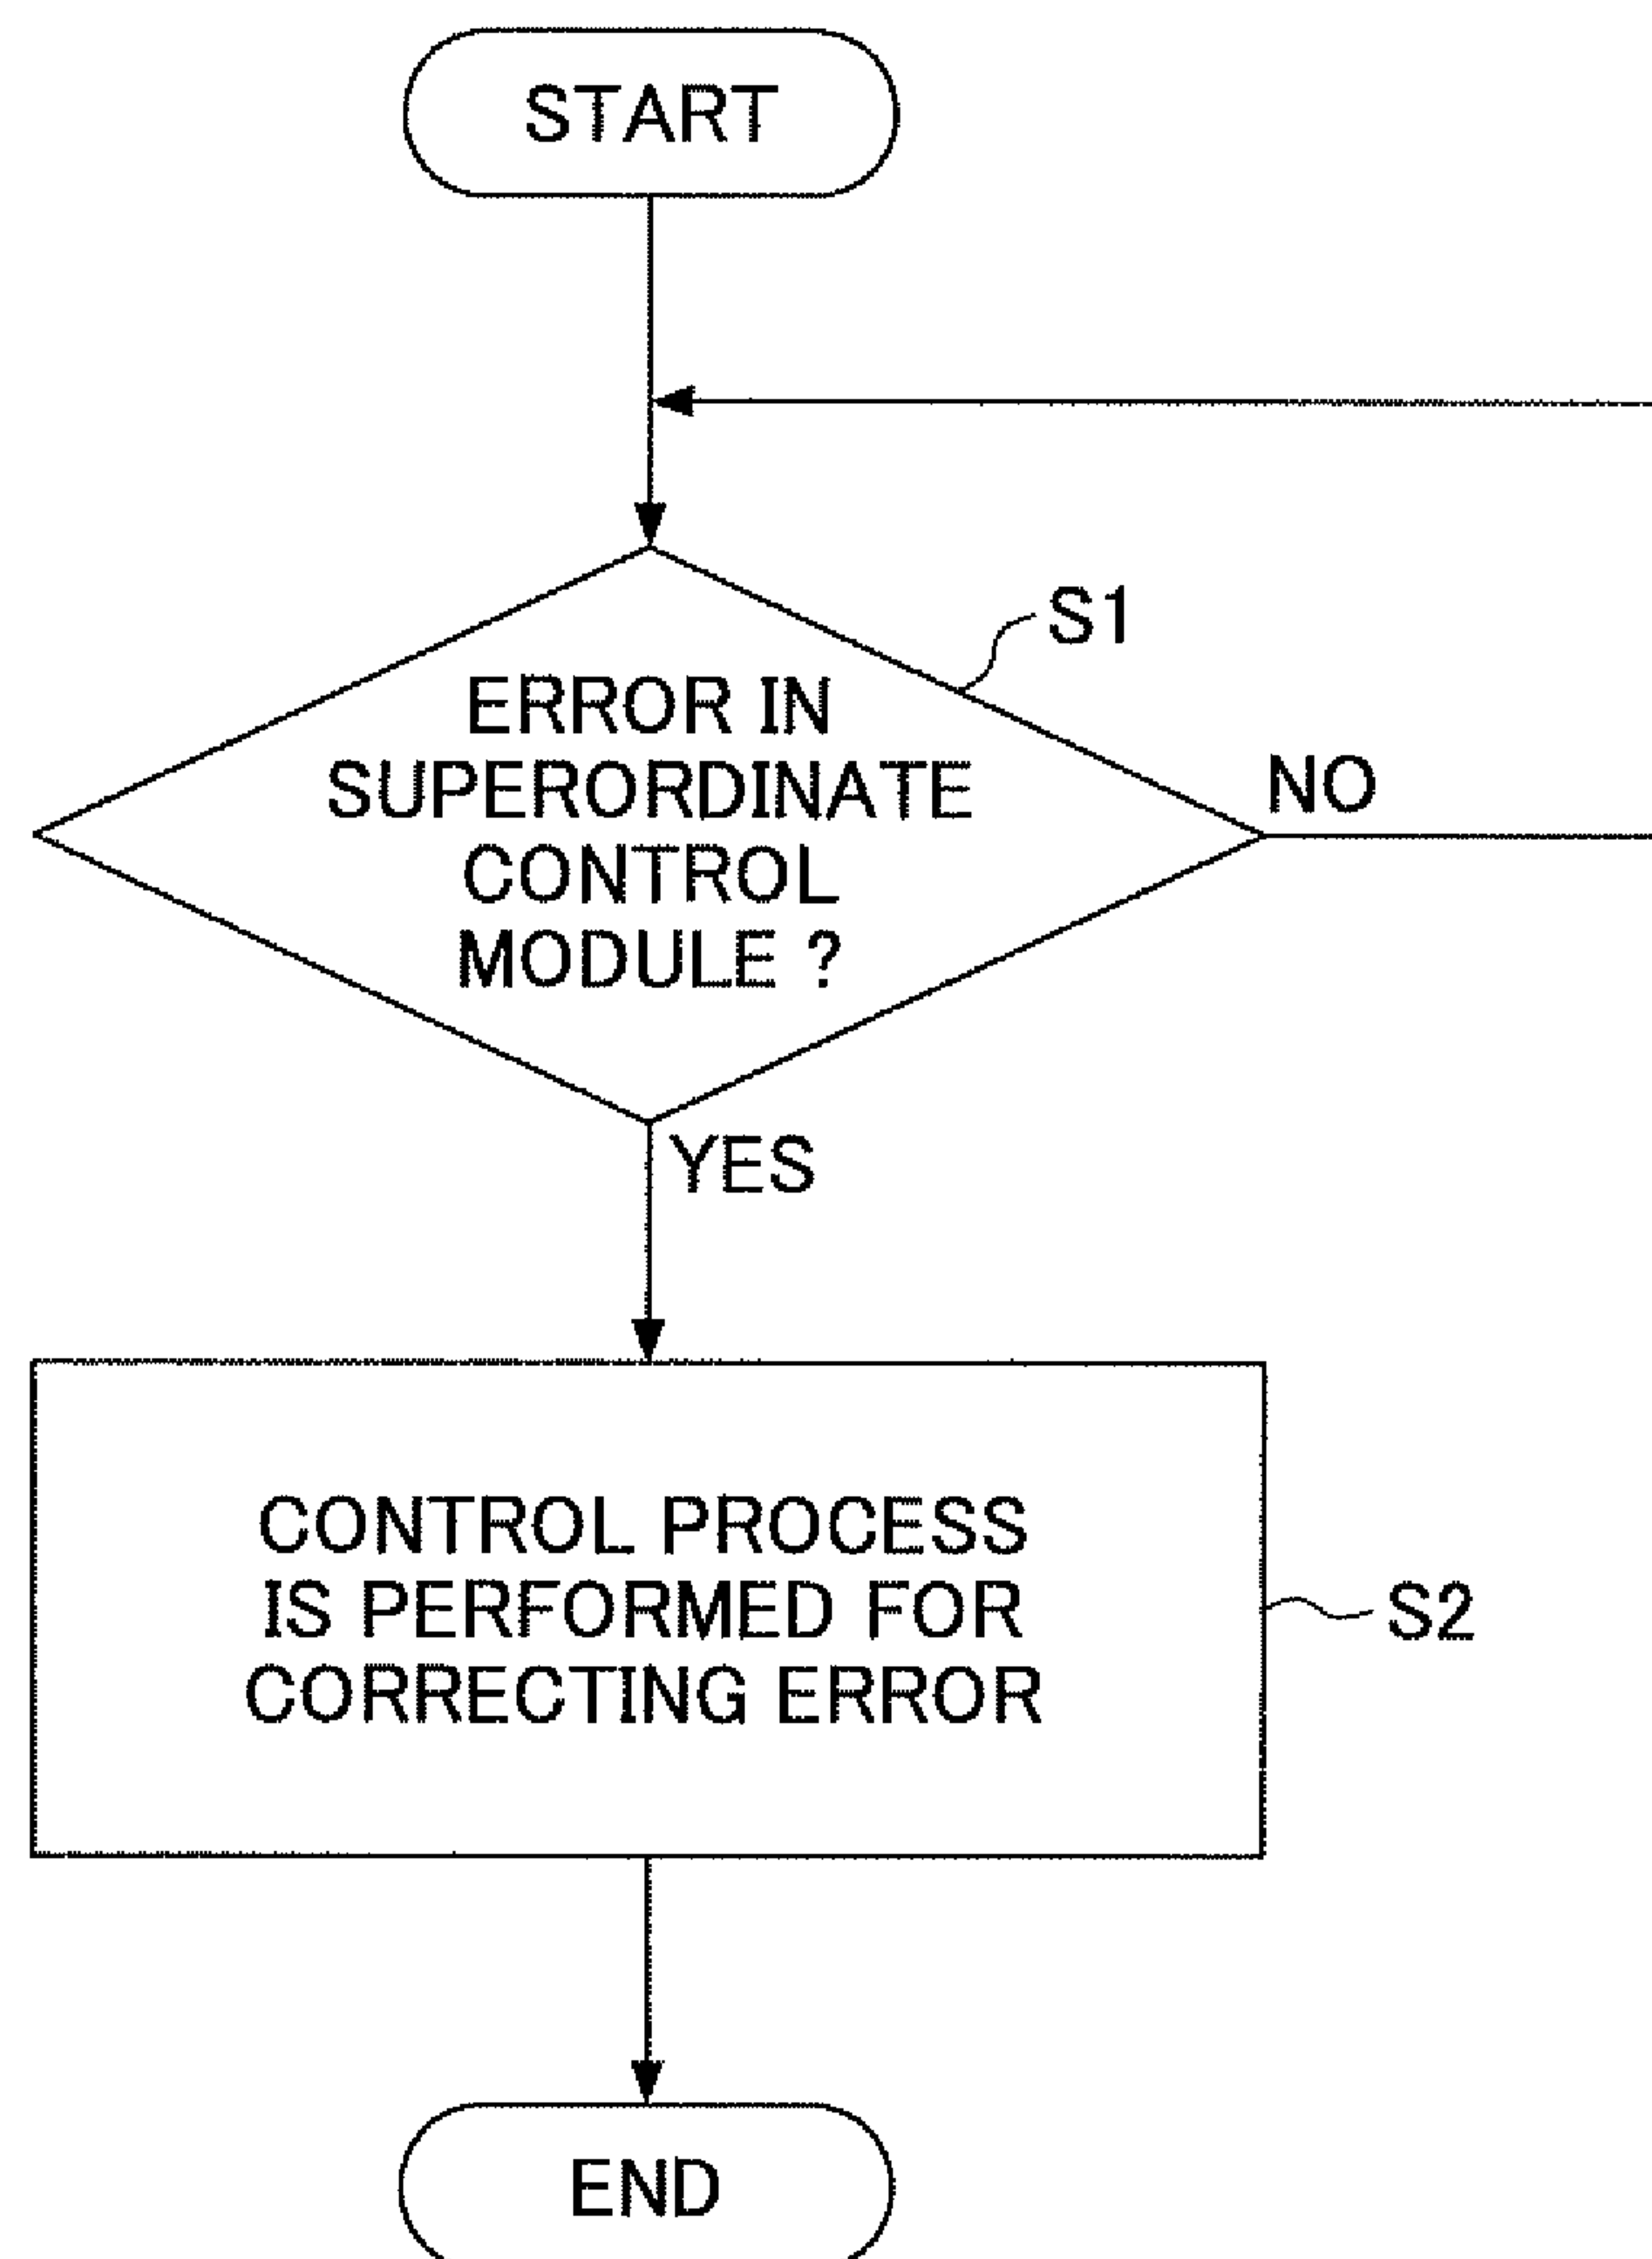 START
S1
ERROR IN
SUPERORDINATE
CONTROL
MODULE ?
NO
YES
CONTROL PROCESS
IS PERFORMED FOR
CORRECTING ERROR
S2
END